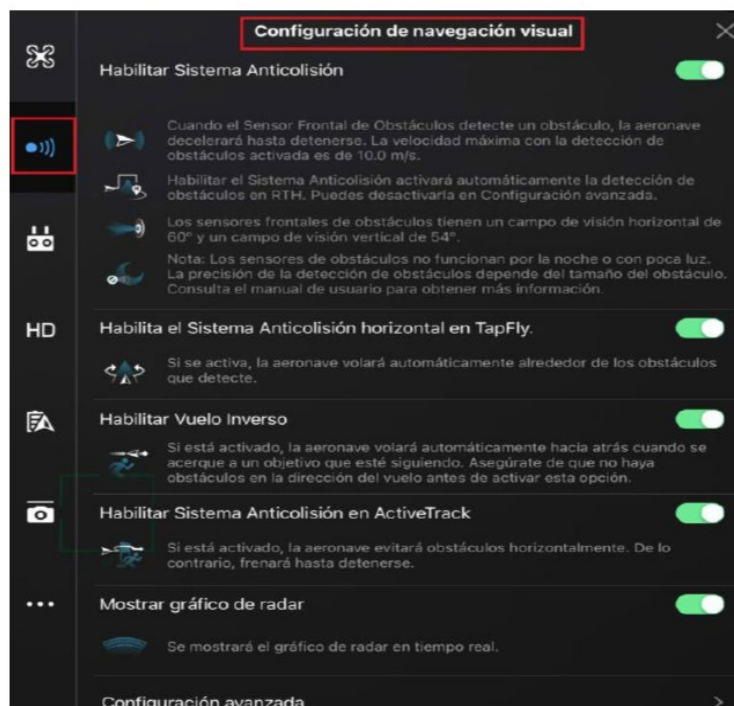 Configuración de navegación visual
Habilitar Sistema Anticolisión
Cuando el Sensor Frontal de Obstáculos detecte un obstáculo, la aeronave
decelerará hasta detenerse. La velocidad máxima con la detección de
obstáculos activada es de 10.0 m/s.
Habilitar el Sistema Anticolisión activará automáticamente la detección de
obstáculos en RTH. Puedes desactivarla en Configuración avanzada.
Los sensores frontales de obstáculos tienen un campo de visión horizontal de
60° y un campo de visión vertical de 54°.
Nota: Los sensores de obstáculos no funcionan por la noche o con poca luz.
La precisión de la detección de obstáculos depende del tamaño del obstáculo.
Consulta el manual de usuario para obtener más información.
HD
Habilita el Sistema Anticolisión horizontal en TapFly.
Si se activa, la aeronave volará automáticamente alrededor de los obstáculos
que detecte.
Habilitar Vuelo Inverso
Si está activado, la aeronave volará automáticamente hacia atrás cuando se
acerque a un objetivo que esté siguiendo. Asegúrate de que no haya
obstáculos en la dirección del vuelo antes de activar esta opción.
Habilitar Sistema Anticolisión en ActiveTrack
Si está activado, la aeronave evitará obstáculos horizontalmente. De lo
contrario, frenará hasta detenerse.
Mostrar gráfico de radar
Se mostrará el gráfico de radar en tiempo real.
Configuración avanzada